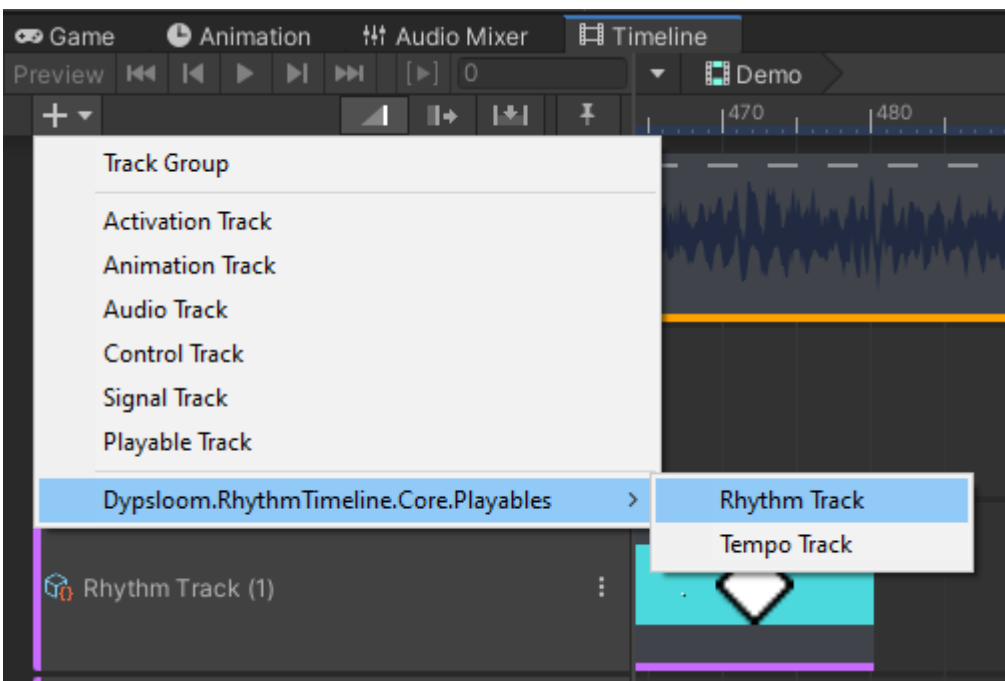 Game Animation Audio Mixer Timeline
Preview 0 Demo
470 480
Track Group
Activation Track
Animation Track
Audio Track
Control Track
Signal Track
Playable Track
Dypsloom.RhythmTimeline.Core.Playables
Rhythm Track
Tempo Track
Rhythm Track (1)